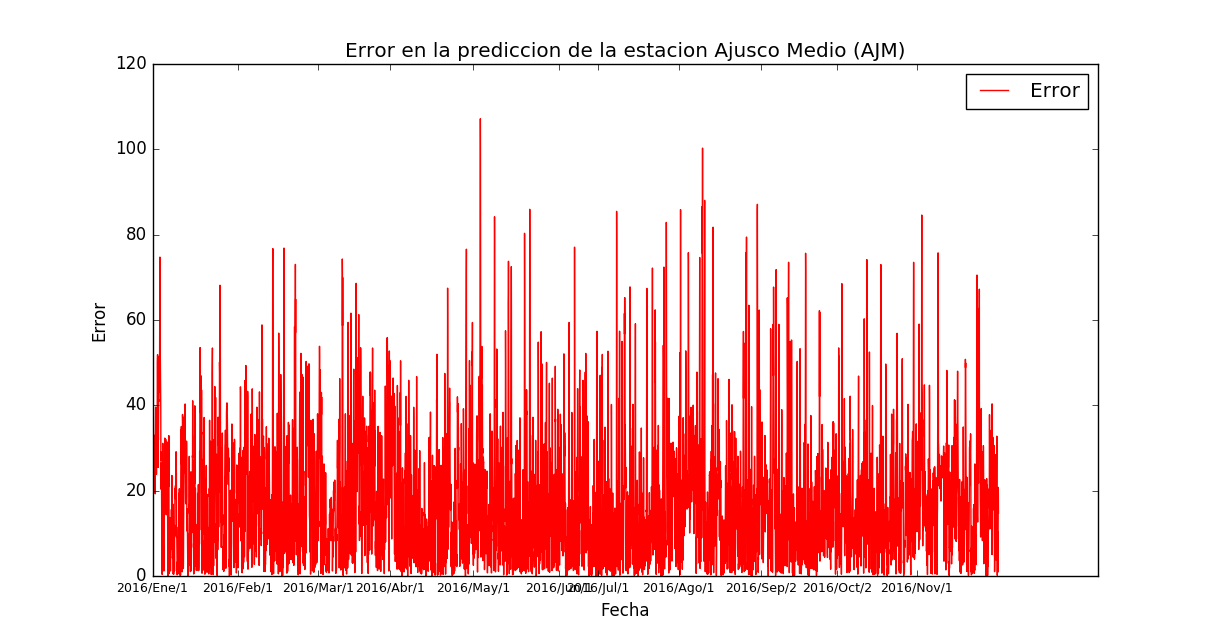 Error en la prediccion de la estacion Ajusco Medio (AJM)
120
100
80
60
40
20
0
Error
Error
2016/Ene/1 2016/Feb/1 2016/Mar/1 2016/Abr/1 2016/May/1 2016/Jun/1 2016/Jul/1 2016/Ago/1 2016/Sep/2 2016/Oct/2 2016/Nov/1
Fecha